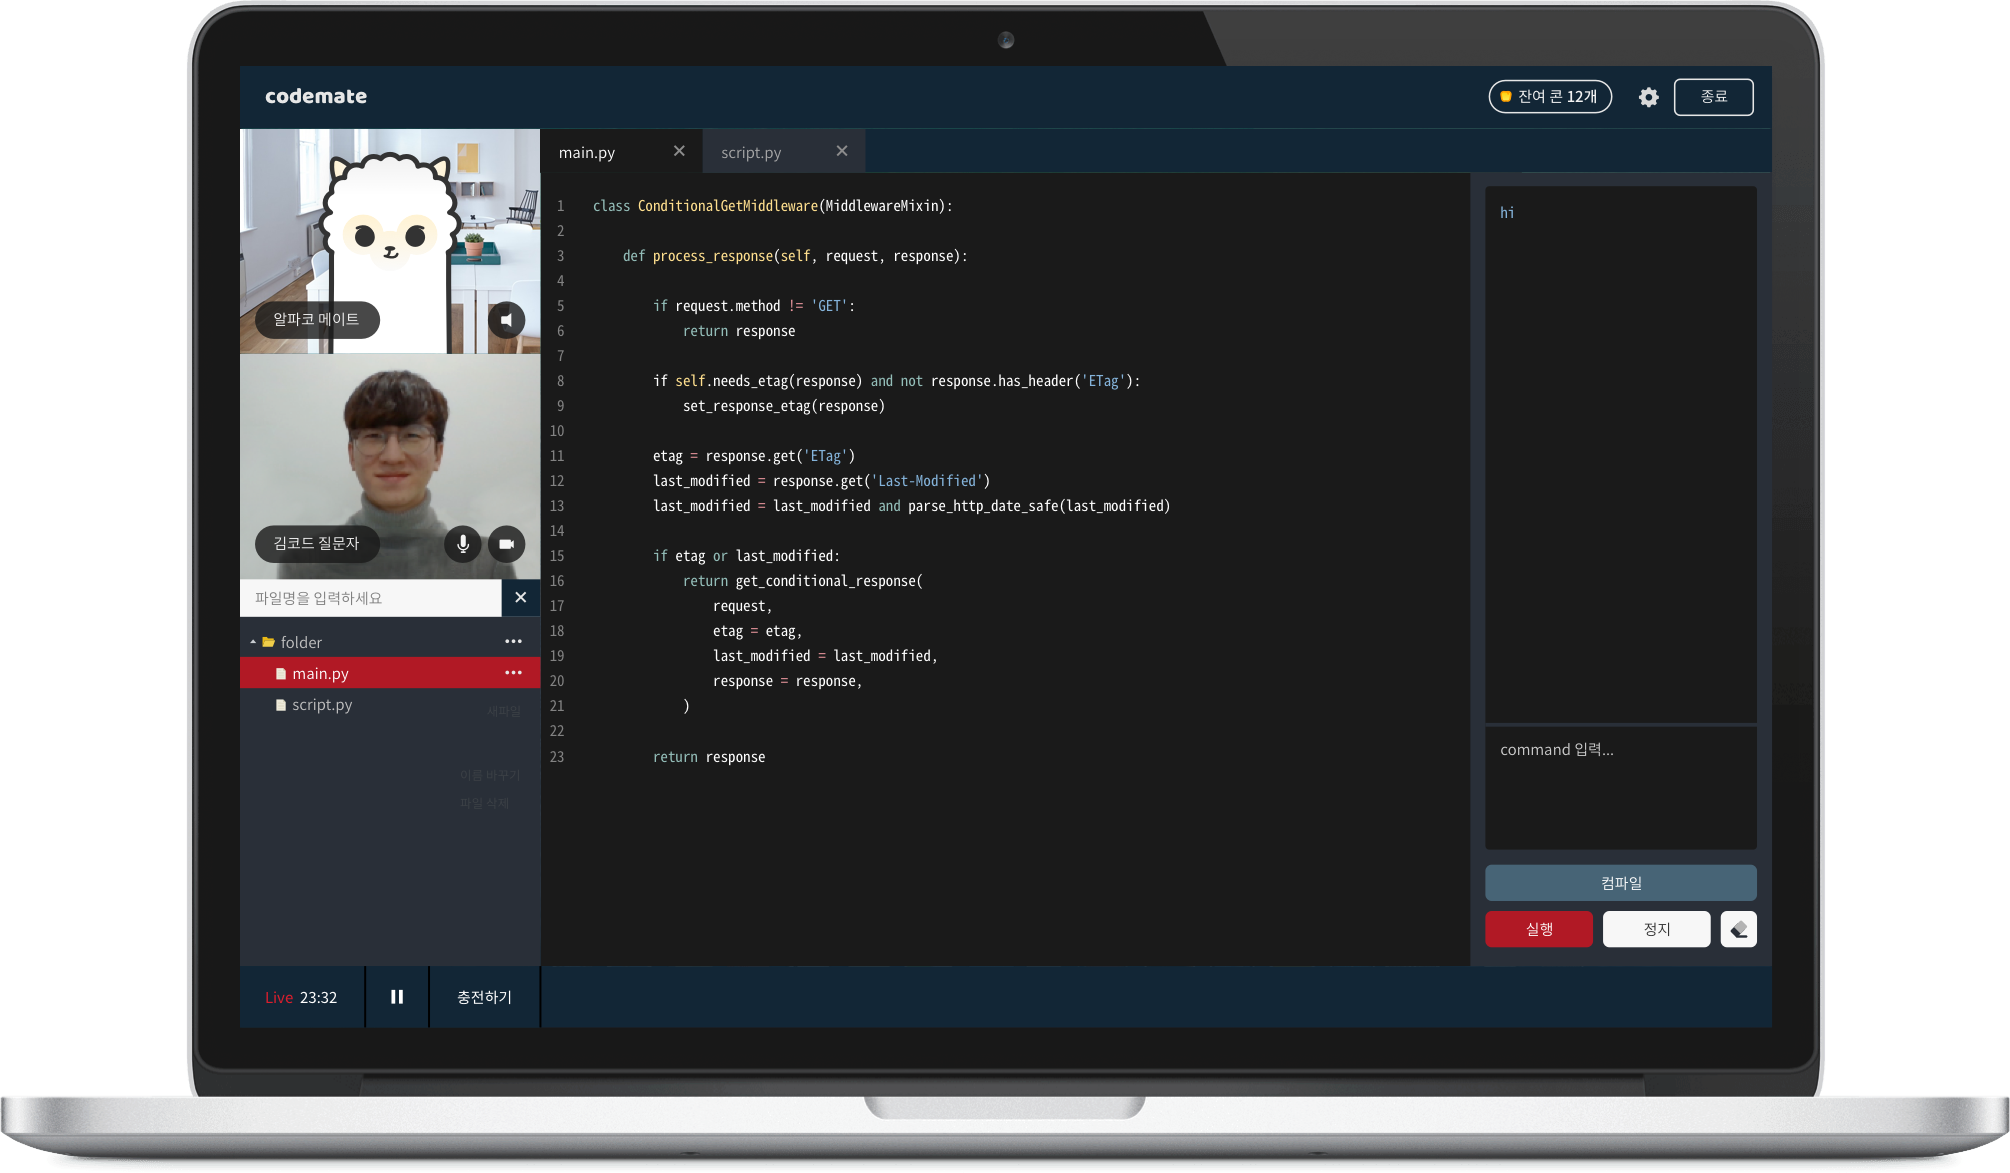 codemate
잔여 콘 12개
종료
알파코 메이트
김코드 질문자
파일명을 입력하세요
folder
main.py
script.py
새파일
이름 바꾸기
파일 삭제
Live 23:32
충전하기
main.py
script.py
1 class ConditionalGetMiddleware(MiddlewareMixin):
2
3 def process_response(self, request, response):
4
5 if request.method != 'GET':
6 return response
7
8 if self.needs_etag(response) and not response.has_header('ETag'):
9 set_response_etag(response)
10
11 etag = response.get('ETag')
12 last_modified = response.get('Last-Modified')
13 last_modified = last_modified and parse_http_date_safe(last_modified)
14
15 if etag or last_modified:
16 return get_conditional_response(
17 request,
18 etag = etag,
19 last_modified = last_modified,
20 response = response,
21 )
22
23 return response
hi
command 입력...
컴파일
실행
정지